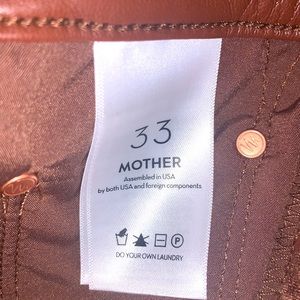 33
MOTHER
Assembled in USA
by both USA and foreign components
P
DO YOUR OWN LAUNDRY